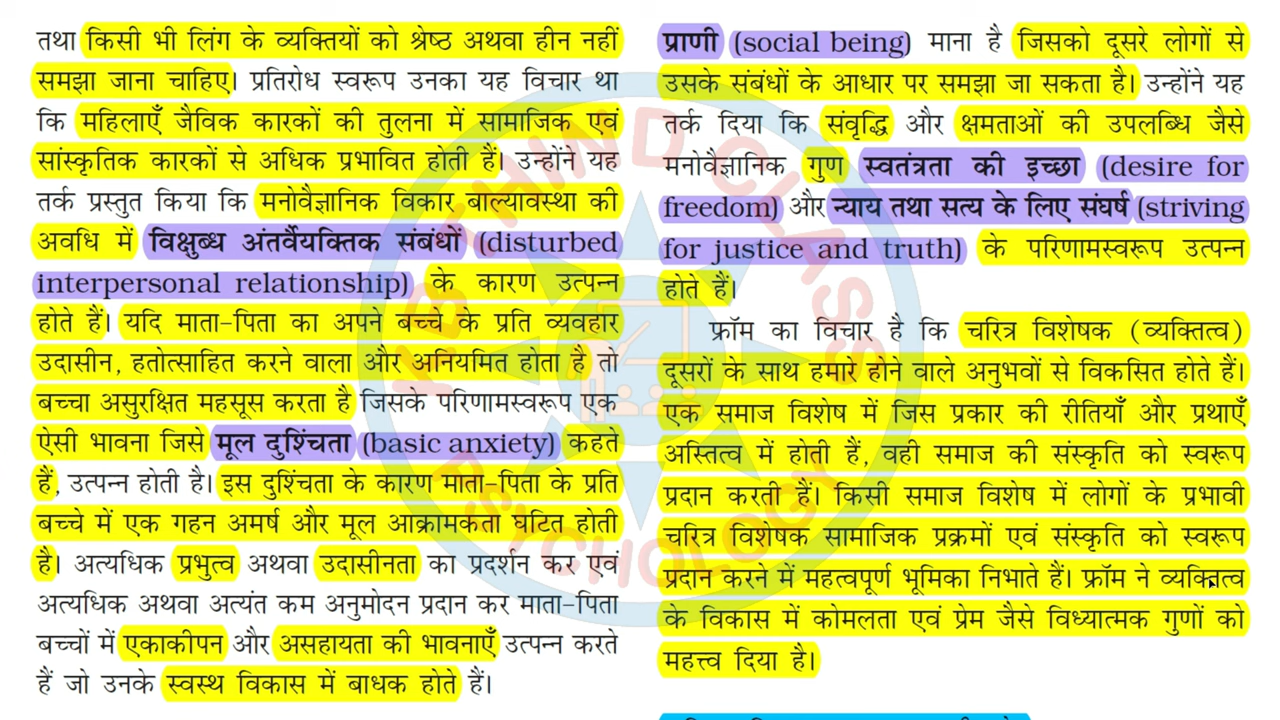 तथा किसी भी लिंग के व्यक्तियों को श्रेष्ठ अथवा हीन नहीं
समझा जाना चाहिए। प्रतिरोध स्वरूप उनका यह विचार था
कि महिलाएँ जैविक कारकों की तुलना में सामाजिक एवं
सांस्कृतिक कारकों से अधिक प्रभावित होती हैं। उन्होंने यह
तर्क प्रस्तुत किया कि मनोवैज्ञानिक विकार बाल्यावस्था की
अवधि में विक्षुब्ध अंतर्वैयक्तिक संबंधों (disturbed
interpersonal relationship) के कारण उत्पन्न
होते हैं। यदि माता-पिता का अपने बच्चे के प्रति व्यवहार
उदासीन, हतोत्साहित करने वाला और अनियमित होता है तो
बच्चा असुरक्षित महसूस करता है जिसके परिणामस्वरूप एक
ऐसी भावना जिसे मूल दुश्चिंता (basic anxiety) कहते
हैं, उत्पन्न होती है। इस दुश्चिंता के कारण माता-पिता के प्रति
बच्चे में एक गहन अमर्ष और मूल आक्रामकता घटित होती
है। अत्यधिक प्रभुत्व अथवा उदासीनता का प्रदर्शन कर एवं
अत्यधिक अथवा अत्यंत कम अनुमोदन प्रदान कर माता-पिता
बच्चों में एकाकीपन और असहायता की भावनाएँ उत्पन्न करते
हैं जो उनके स्वस्थ विकास में बाधक होते हैं।
प्राणी (social being) माना है जिसको दूसरे लोगों से
उसके संबंधों के आधार पर समझा जा सकता है। उन्होंने यह
तर्क दिया कि संवृद्धि और क्षमताओं की उपलब्धि जैसे
मनोवैज्ञानिक गुण स्वतंत्रता की इच्छा (desire for
freedom) और न्याय तथा सत्य के लिए संघर्ष (striving
for justice and truth) के परिणामस्वरूप उत्पन्न
होते हैं।
फ्रॉम का विचार है कि चरित्र विशेषक (व्यक्तित्व)
दूसरों के साथ हमारे होने वाले अनुभवों से विकसित होते हैं।
एक समाज विशेष में जिस प्रकार की रीतियाँ और प्रथाएँ
अस्तित्व में होती हैं, वही समाज की संस्कृति को स्वरूप
प्रदान करती हैं। किसी समाज विशेष में लोगों के प्रभावी
चरित्र विशेषक सामाजिक प्रक्रमों एवं संस्कृति को स्वरूप
प्रदान करने में महत्वपूर्ण भूमिका निभाते हैं। फ्रॉम ने व्यक्तित्व
के विकास में कोमलता एवं प्रेम जैसे विध्यात्मक गुणों को
महत्त्व दिया है।